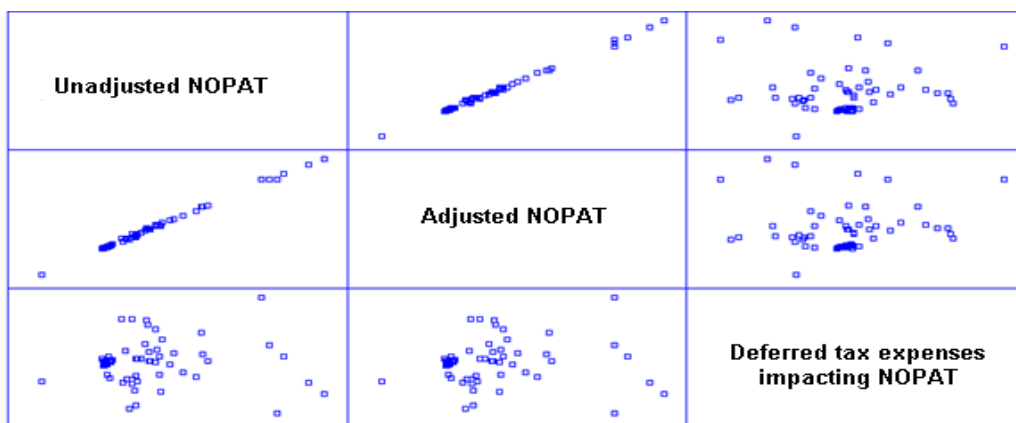 Unadjusted NOPAT
Adjusted NOPAT
Deferred tax expenses
impacting NOPAT